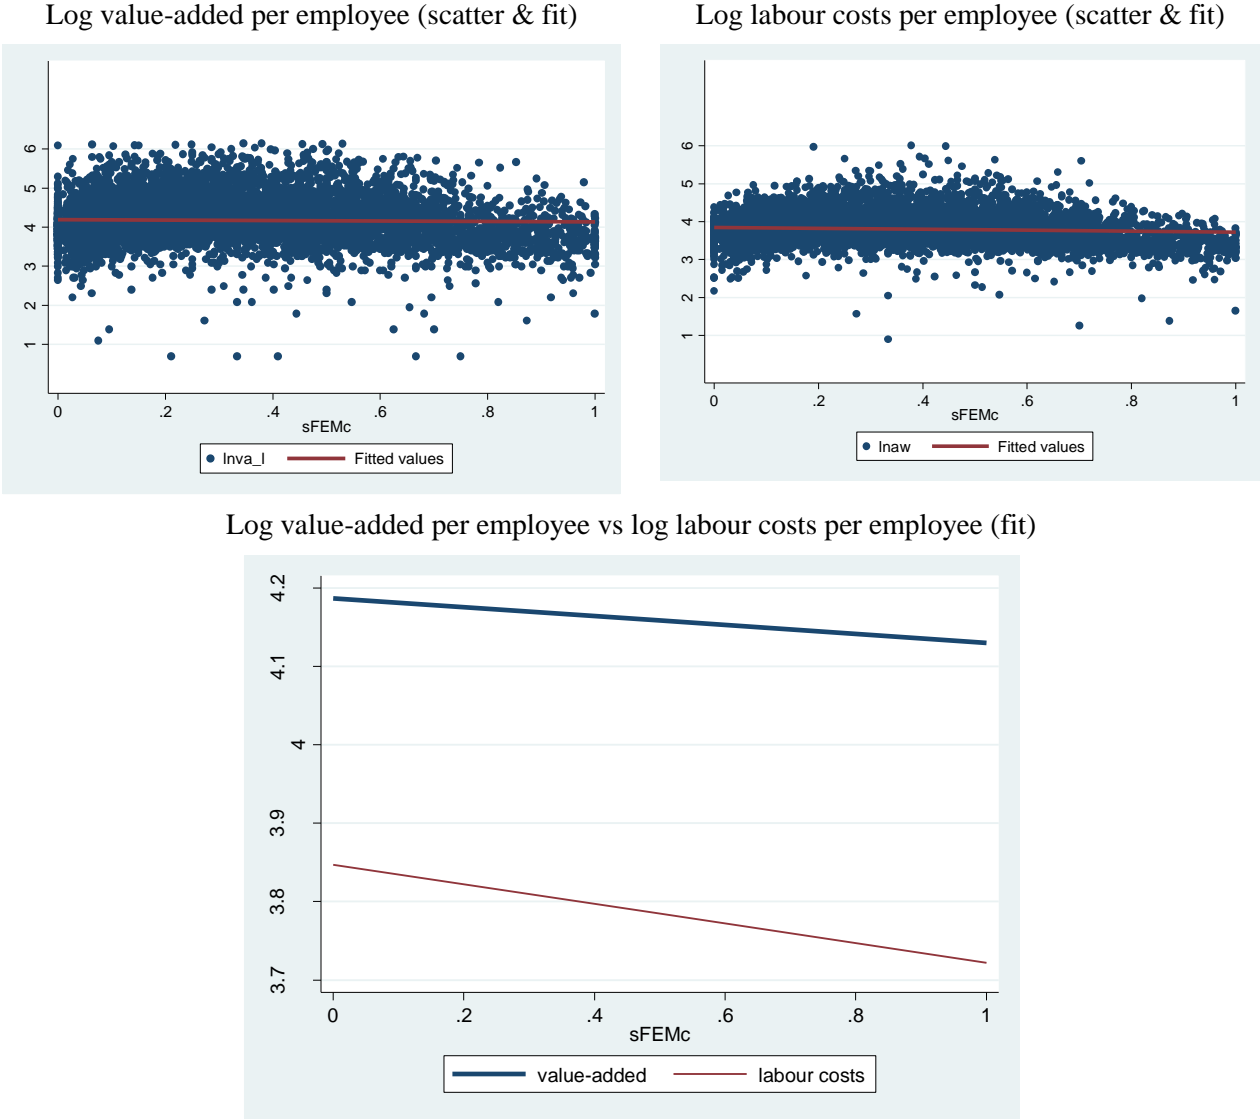 Log value-added per employee (scatter & fit)
6
5
4
3
2
1
0 .2 .4 .6 .8 1
sFEMc
lnva_l Fitted values
Log labour costs per employee (scatter & fit)
6
5
4
3
2
1
0 .2 .4 .6 .8 1
sFEMc
lnaw Fitted values
Log value-added per employee vs log labour costs per employee (fit)
4.2
4.1
4
3.9
3.8
3.7
0 .2 .4 .6 .8 1
sFEMc
value-added labour costs